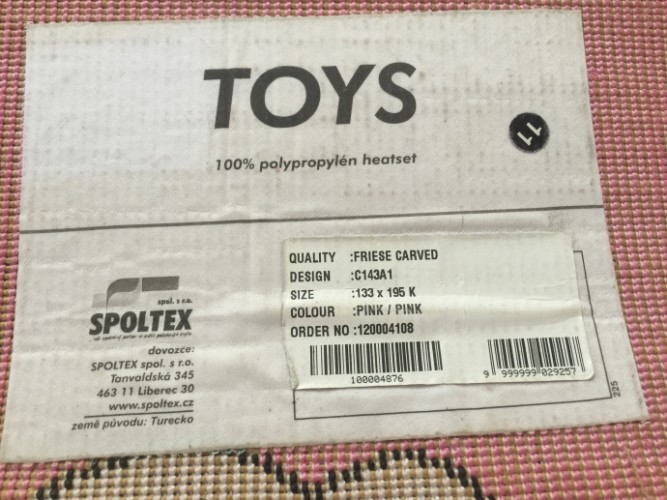 TOYS
11
100% polypropylén heatset
QUALITY :FRIESE CARVED
DESIGN :C143A1
SIZE :133 x 195 K
COLOUR :PINK / PINK
ORDER NO :120004108
100004876
9 999999 029257
225
spol. s r.o.
SPOLTEX
dovozce:
SPOLTEX spol. s r.o.
Tanvaldská 345
463 11 Liberec 30
www.spoltex.cz
země původu: Turecko